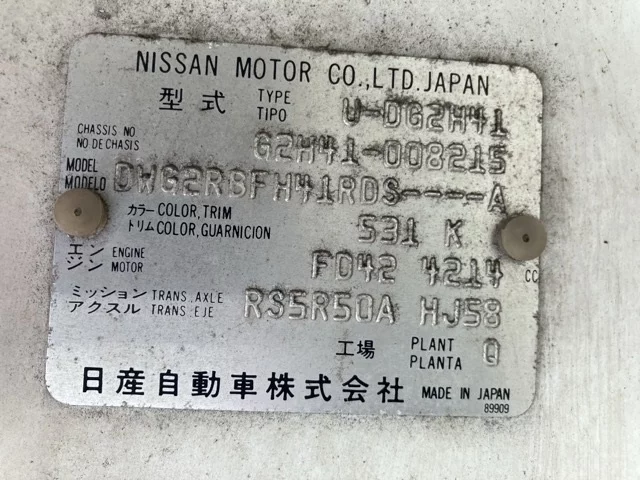 NISSAN MOTOR CO.,LTD.JAPAN
型式 TYPE TIPO U-DG2H41
CHASSIS NO NO DE CHASIS G2H41-008215
MODEL MODELO DWG2RBFH41RDS----A
カラー COLOR, TRIM
トリム COLOR, GUARNICION 531 K
エンジン ENGINE MOTOR FD42 4214 CC
ミッション TRANS. AXLE
アクスル TRANS EJE RS5R50A HJ58
工場 PLANT PLANTA Q
日産自動車株式会社 MADE IN JAPAN
89909